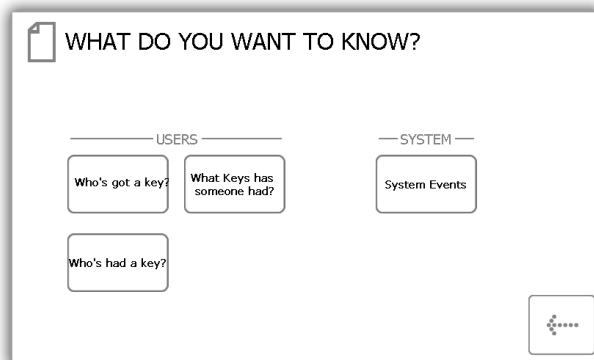 WHAT DO YOU WANT TO KNOW?
USERS
SYSTEM
Who's got a key?
What Keys has
someone had?
System Events
Who's had a key?